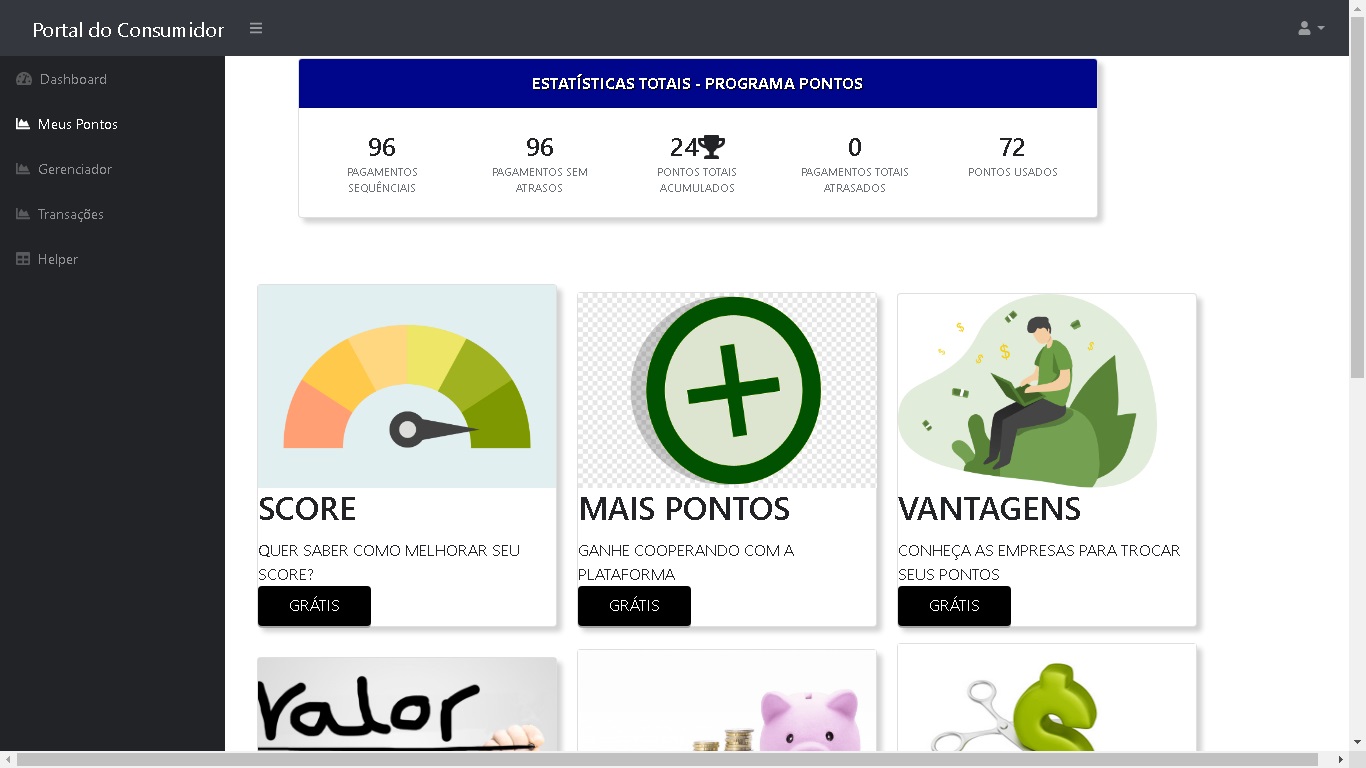 Portal do Consumidor
Dashboard
Meus Pontos
Gerenciador
Transações
Helper
ESTATÍSTICAS TOTAIS - PROGRAMA PONTOS
96
PAGAMENTOS
SEQUÊNCIAIS
96
PAGAMENTOS SEM
ATRASOS
24
PONTOS TOTAIS
ACUMULADOS
0
PAGAMENTOS TOTAIS
ATRASADOS
72
PONTOS USADOS
SCORE
QUER SABER COMO MELHORAR SEU
SCORE?
GRÁTIS
MAIS PONTOS
GANHE COOPERANDO COM A
PLATAFORMA
GRÁTIS
VANTAGENS
CONHEÇA AS EMPRESAS PARA TROCAR
SEUS PONTOS
GRÁTIS
Valor